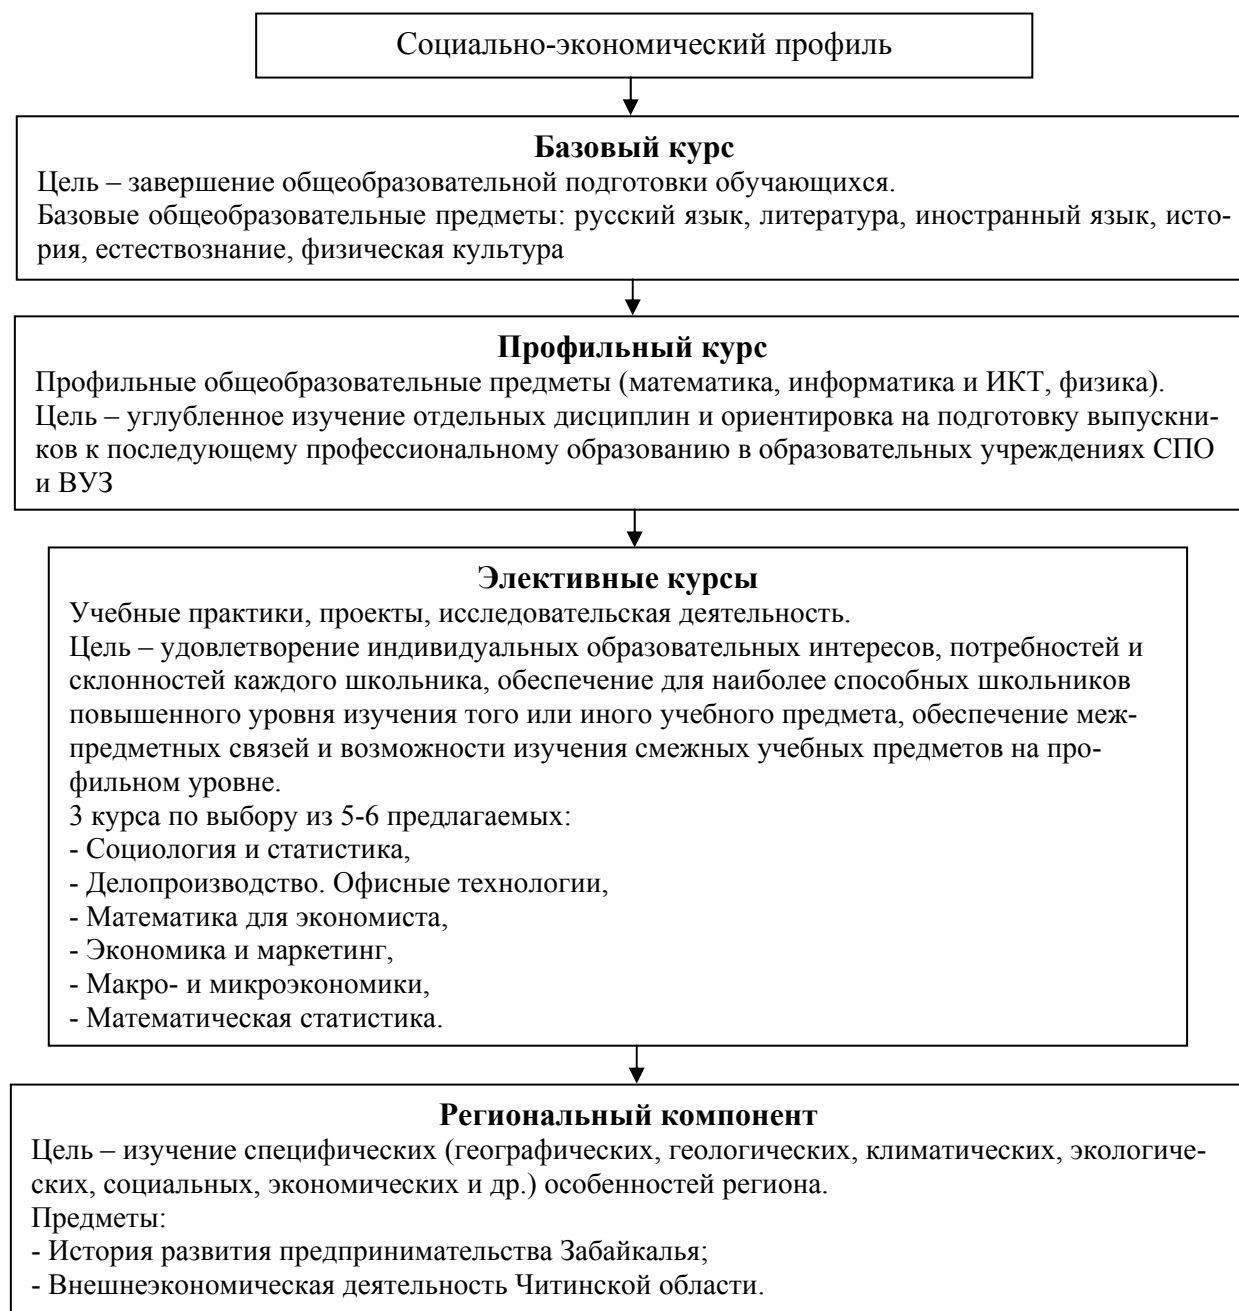 Социально-экономический профиль
Базовый курс
Цель – завершение общеобразовательной подготовки обучающихся.
Базовые общеобразовательные предметы: русский язык, литература, иностранный язык, исто-
рия, естествознание, физическая культура
Профильный курс
Профильные общеобразовательные предметы (математика, информатика и ИКТ, физика).
Цель – углубленное изучение отдельных дисциплин и ориентировка на подготовку выпускни-
ков к последующему профессиональному образованию в образовательных учреждениях СПО
и ВУЗ
Элективные курсы
Учебные практики, проекты, исследовательская деятельность.
Цель – удовлетворение индивидуальных образовательных интересов, потребностей и
склонностей каждого школьника, обеспечение для наиболее способных школьников
повышенного уровня изучения того или иного учебного предмета, обеспечение меж-
предметных связей и возможности изучения смежных учебных предметов на про-
фильном уровне.
3 курса по выбору из 5-6 предлагаемых:
- Социология и статистика,
- Делопроизводство. Офисные технологии,
- Математика для экономиста,
- Экономика и маркетинг,
- Макро- и микроэкономики,
- Математическая статистика.
Региональный компонент
Цель – изучение специфических (географических, геологических, климатических, экологиче-
ских, социальных, экономических и др.) особенностей региона.
Предметы:
- История развития предпринимательства Забайкалья;
- Внешнеэкономическая деятельность Читинской области.